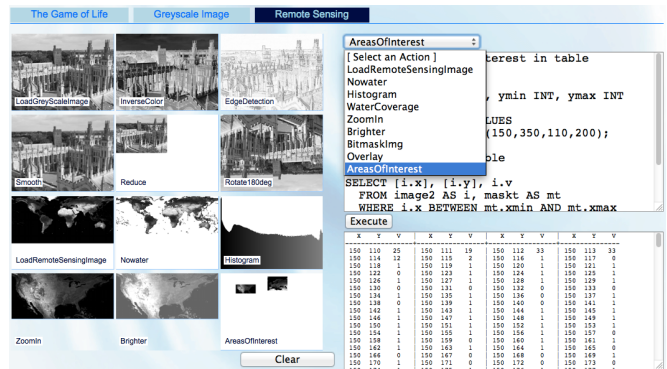 The Game of Life Greyscale Image Remote Sensing
LoadGreyScaleImage InverseColor EdgeDetection
Smooth Reduce Rotate180deg
LoadRemoteSensingImage Nowater Histogram
ZoomIn Brighter AreasOfInterest
Clear
AreasOfInterest
[ Select an Action ]
LoadRemoteSensingImage
Nowater
Histogram
WaterCoverage
ZoomIn
Brighter
BitmaskImg
Overlay
AreasOfInterest
terest in table
, ymin INT, ymax INT
LUES
(150,350,110,200);
ble
SELECT [i.x], [i.y], i.v
FROM image2 AS i, maskt AS mt
WHERE i.x BETWEEN mt.xmin AND mt.xmax
Execute
X Y V X Y V X Y V X Y V
150 110 25 150 111 19 150 112 33 150 113 33
150 114 12 150 115 2 150 116 1 150 117 0
150 118 1 150 119 1 150 120 1 150 121 1
150 122 0 150 123 1 150 124 1 150 125 1
150 126 1 150 127 1 150 128 1 150 129 1
150 130 1 150 131 0 150 132 0 150 133 0
150 134 1 150 135 1 150 136 0 150 137 1
150 138 0 150 139 1 150 140 0 150 141 1
150 142 1 150 143 1 150 144 1 150 145 1
150 146 1 150 147 1 150 148 1 150 149 1
150 150 1 150 151 1 150 152 1 150 153 1
150 154 1 150 155 1 150 156 1 150 157 0
150 158 1 150 159 0 150 160 1 150 161 1
150 162 1 150 163 1 150 164 1 150 165 0
150 166 0 150 167 0 150 168 0 150 169 1
150 170 1 150 171 0 150 172 0 150 173 0